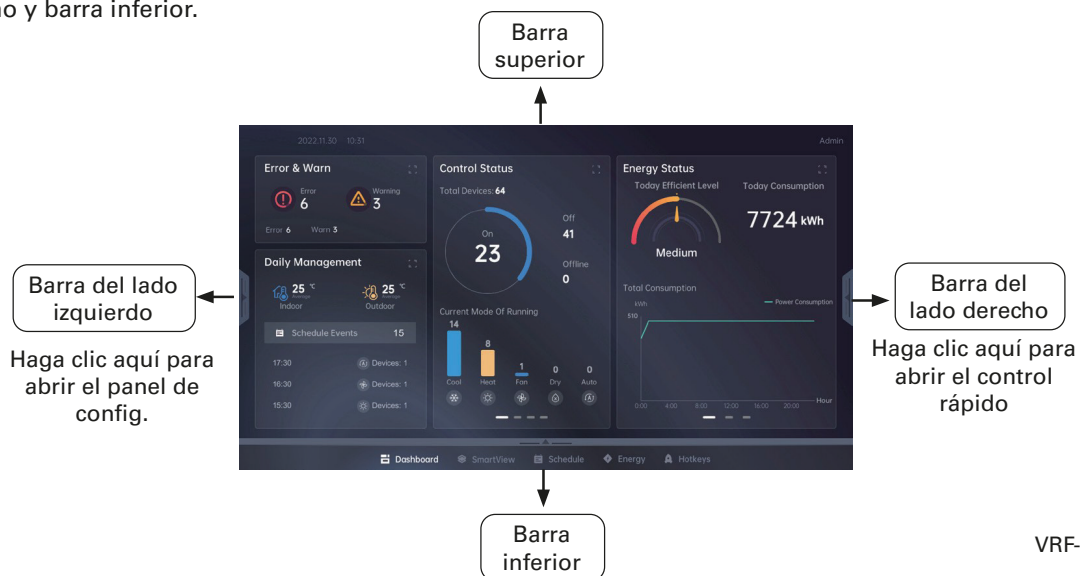 o y barra inferior.
Barra
superior
2022.11.30 10:31
Admin
Error & Warn
Error
6
Warning
3
Error 6 Warn 3
Daily Management
25 °C
Average
Indoor
25 °C
Average
Outdoor
Schedule Events 15
17:30 Devices: 1
16:30 Devices: 1
15:30 Devices: 1
Control Status
Total Devices: 64
On
23
Off
41
Offline
0
Current Mode Of Running
14
8
1
0
0
Cool Heat Fan Dry Auto
Energy Status
Today Efficient Level
Medium
Today Consumption
7724 kWh
Total Consumption
kWh
Power Consumption
510
0:00 4:00 8:00 12:00 16:00 20:00
Hour
Dashboard SmartView Schedule Energy Hotkeys
Barra del lado
izquierdo
Haga clic aquí para
abrir el panel de
config.
Barra del
lado derecho
Haga clic aquí para
abrir el control
rápido
Barra
inferior
VRF-